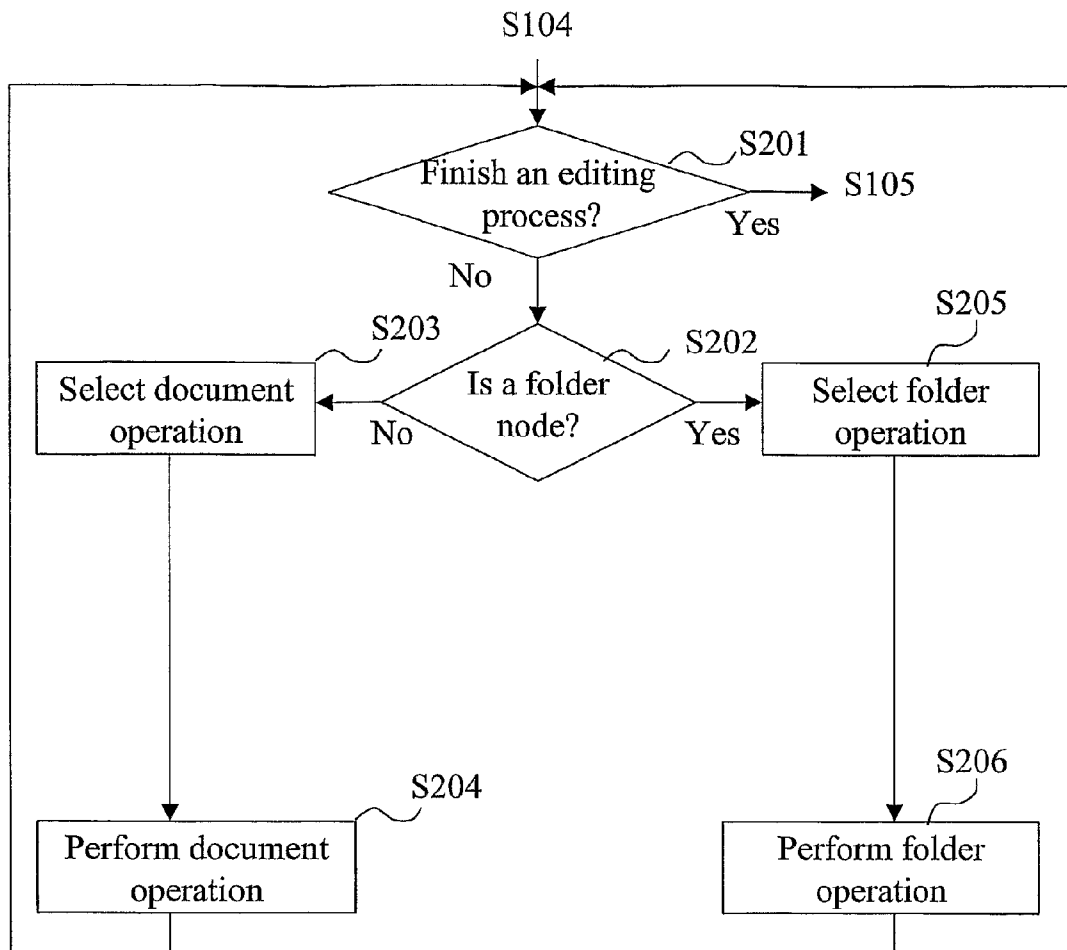 S104
S201
Finish an editing
process?
S105
Yes
No
S205
S203
S202
Select document
operation
Is a folder
node?
Select folder
operation
No
Yes
S206
S204
Perform document
operation
Perform folder
operation